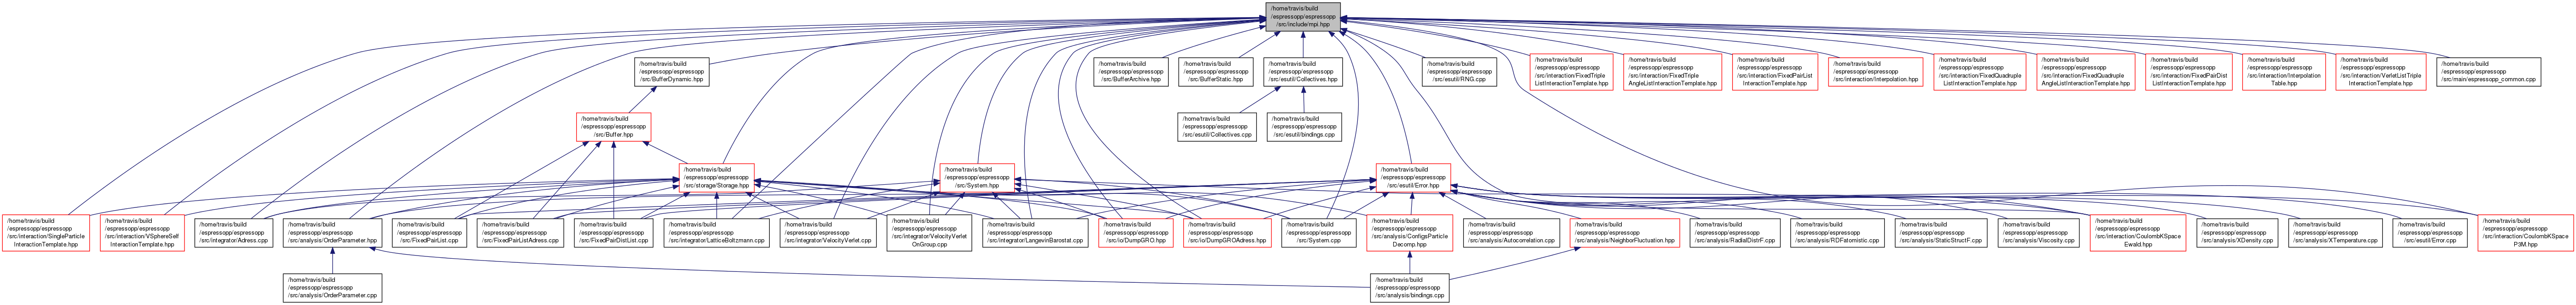 /home/travis/build
/espressopp/espressopp
/src/include/mpi.hpp
/home/travis/build
/espressopp/espressopp
/src/BufferDynamic.hpp
/home/travis/build
/espressopp/espressopp
/src/BufferArchive.hpp
/home/travis/build
/espressopp/espressopp
/src/BufferStatic.hpp
/home/travis/build
/espressopp/espressopp
/src/esutil/Collectives.hpp
/home/travis/build
/espressopp/espressopp
/src/esutil/RNG.cpp
/home/travis/build
/espressopp/espressopp
/src/interaction/FixedTriple
ListInteractionTemplate.hpp
/home/travis/build
/espressopp/espressopp
/src/interaction/FixedTriple
AngleListInteractionTemplate.hpp
/home/travis/build
/espressopp/espressopp
/src/interaction/FixedPairList
InteractionTemplate.hpp
/home/travis/build
/espressopp/espressopp
/src/interaction/Interpolation.hpp
/home/travis/build
/espressopp/espressopp
/src/interaction/FixedQuadruple
ListInteractionTemplate.hpp
/home/travis/build
/espressopp/espressopp
/src/interaction/FixedQuadruple
AngleListInteractionTemplate.hpp
/home/travis/build
/espressopp/espressopp
/src/interaction/FixedPairDist
ListInteractionTemplate.hpp
/home/travis/build
/espressopp/espressopp
/src/interaction/Interpolation
Table.hpp
/home/travis/build
/espressopp/espressopp
/src/interaction/VerletListTriple
InteractionTemplate.hpp
/home/travis/build
/espressopp/espressopp
/src/main/espressopp_common.cpp
/home/travis/build
/espressopp/espressopp
/src/Buffer.hpp
/home/travis/build
/espressopp/espressopp
/src/esutil/Collectives.cpp
/home/travis/build
/espressopp/espressopp
/src/esutil/bindings.cpp
/home/travis/build
/espressopp/espressopp
/src/storage/Storage.hpp
/home/travis/build
/espressopp/espressopp
/src/System.hpp
/home/travis/build
/espressopp/espressopp
/src/esutil/Error.hpp
/home/travis/build
/espressopp/espressopp
/src/interaction/SingleParticle
InteractionTemplate.hpp
/home/travis/build
/espressopp/espressopp
/src/interaction/VSphereSelf
InteractionTemplate.hpp
/home/travis/build
/espressopp/espressopp
/src/integrator/Adress.cpp
/home/travis/build
/espressopp/espressopp
/src/analysis/OrderParameter.hpp
/home/travis/build
/espressopp/espressopp
/src/FixedPairList.cpp
/home/travis/build
/espressopp/espressopp
/src/FixedPairListAdress.cpp
/home/travis/build
/espressopp/espressopp
/src/FixedPairDistList.cpp
/home/travis/build
/espressopp/espressopp
/src/integrator/LatticeBoltzmann.cpp
/home/travis/build
/espressopp/espressopp
/src/integrator/VelocityVerlet.cpp
/home/travis/build
/espressopp/espressopp
/src/integrator/VelocityVerlet
OnGroup.cpp
/home/travis/build
/espressopp/espressopp
/src/integrator/LangevinBarostat.cpp
/home/travis/build
/espressopp/espressopp
/src/io/DumpGRO.hpp
/home/travis/build
/espressopp/espressopp
/src/io/DumpGROAdress.hpp
/home/travis/build
/espressopp/espressopp
/src/System.cpp
/home/travis/build
/espressopp/espressopp
/src/analysis/ConfigsParticle
Decomp.hpp
/home/travis/build
/espressopp/espressopp
/src/analysis/Autocorrelation.cpp
/home/travis/build
/espressopp/espressopp
/src/analysis/NeighborFluctuation.hpp
/home/travis/build
/espressopp/espressopp
/src/analysis/RadialDistrF.cpp
/home/travis/build
/espressopp/espressopp
/src/analysis/RDFatomistic.cpp
/home/travis/build
/espressopp/espressopp
/src/analysis/StaticStructF.cpp
/home/travis/build
/espressopp/espressopp
/src/analysis/Viscosity.cpp
/home/travis/build
/espressopp/espressopp
/src/interaction/CoulombKSpace
Ewald.hpp
/home/travis/build
/espressopp/espressopp
/src/analysis/XDensity.cpp
/home/travis/build
/espressopp/espressopp
/src/analysis/XTemperature.cpp
/home/travis/build
/espressopp/espressopp
/src/esutil/Error.cpp
/home/travis/build
/espressopp/espressopp
/src/interaction/CoulombKSpace
P3M.hpp
/home/travis/build
/espressopp/espressopp
/src/analysis/OrderParameter.cpp
/home/travis/build
/espressopp/espressopp
/src/analysis/bindings.cpp